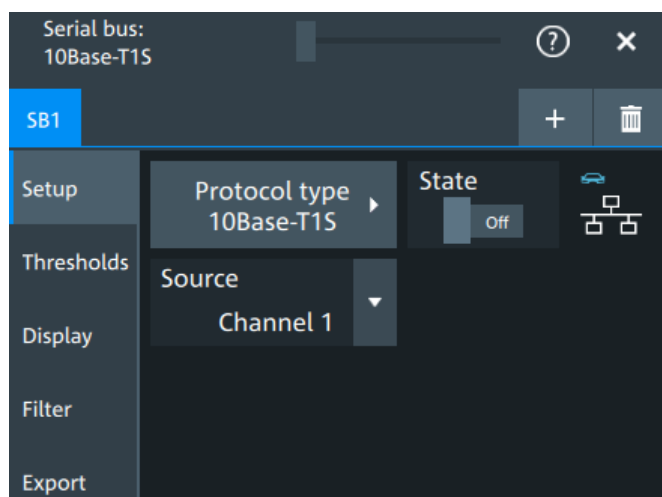 Serial bus:
10Base-T1S
?
SB1
+
Setup
Protocol type
10Base-T1S
State
Off
Thresholds
Source
Channel 1
Display
Filter
Export